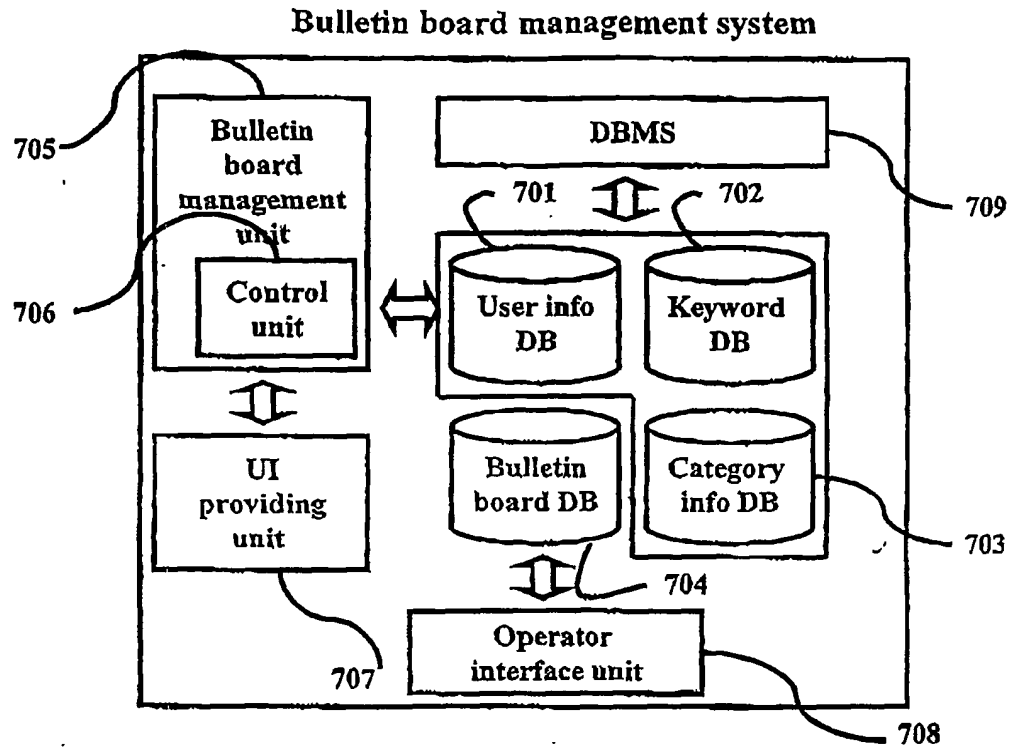 Bulletin board management system
705
Bulletin
board
management
unit
DBMS
701
702
709
706
Control
unit
User info
DB
Keyword
DB
UI
providing
unit
Bulletin
board DB
Category
info DB
703
704
707
Operator
interface unit
708